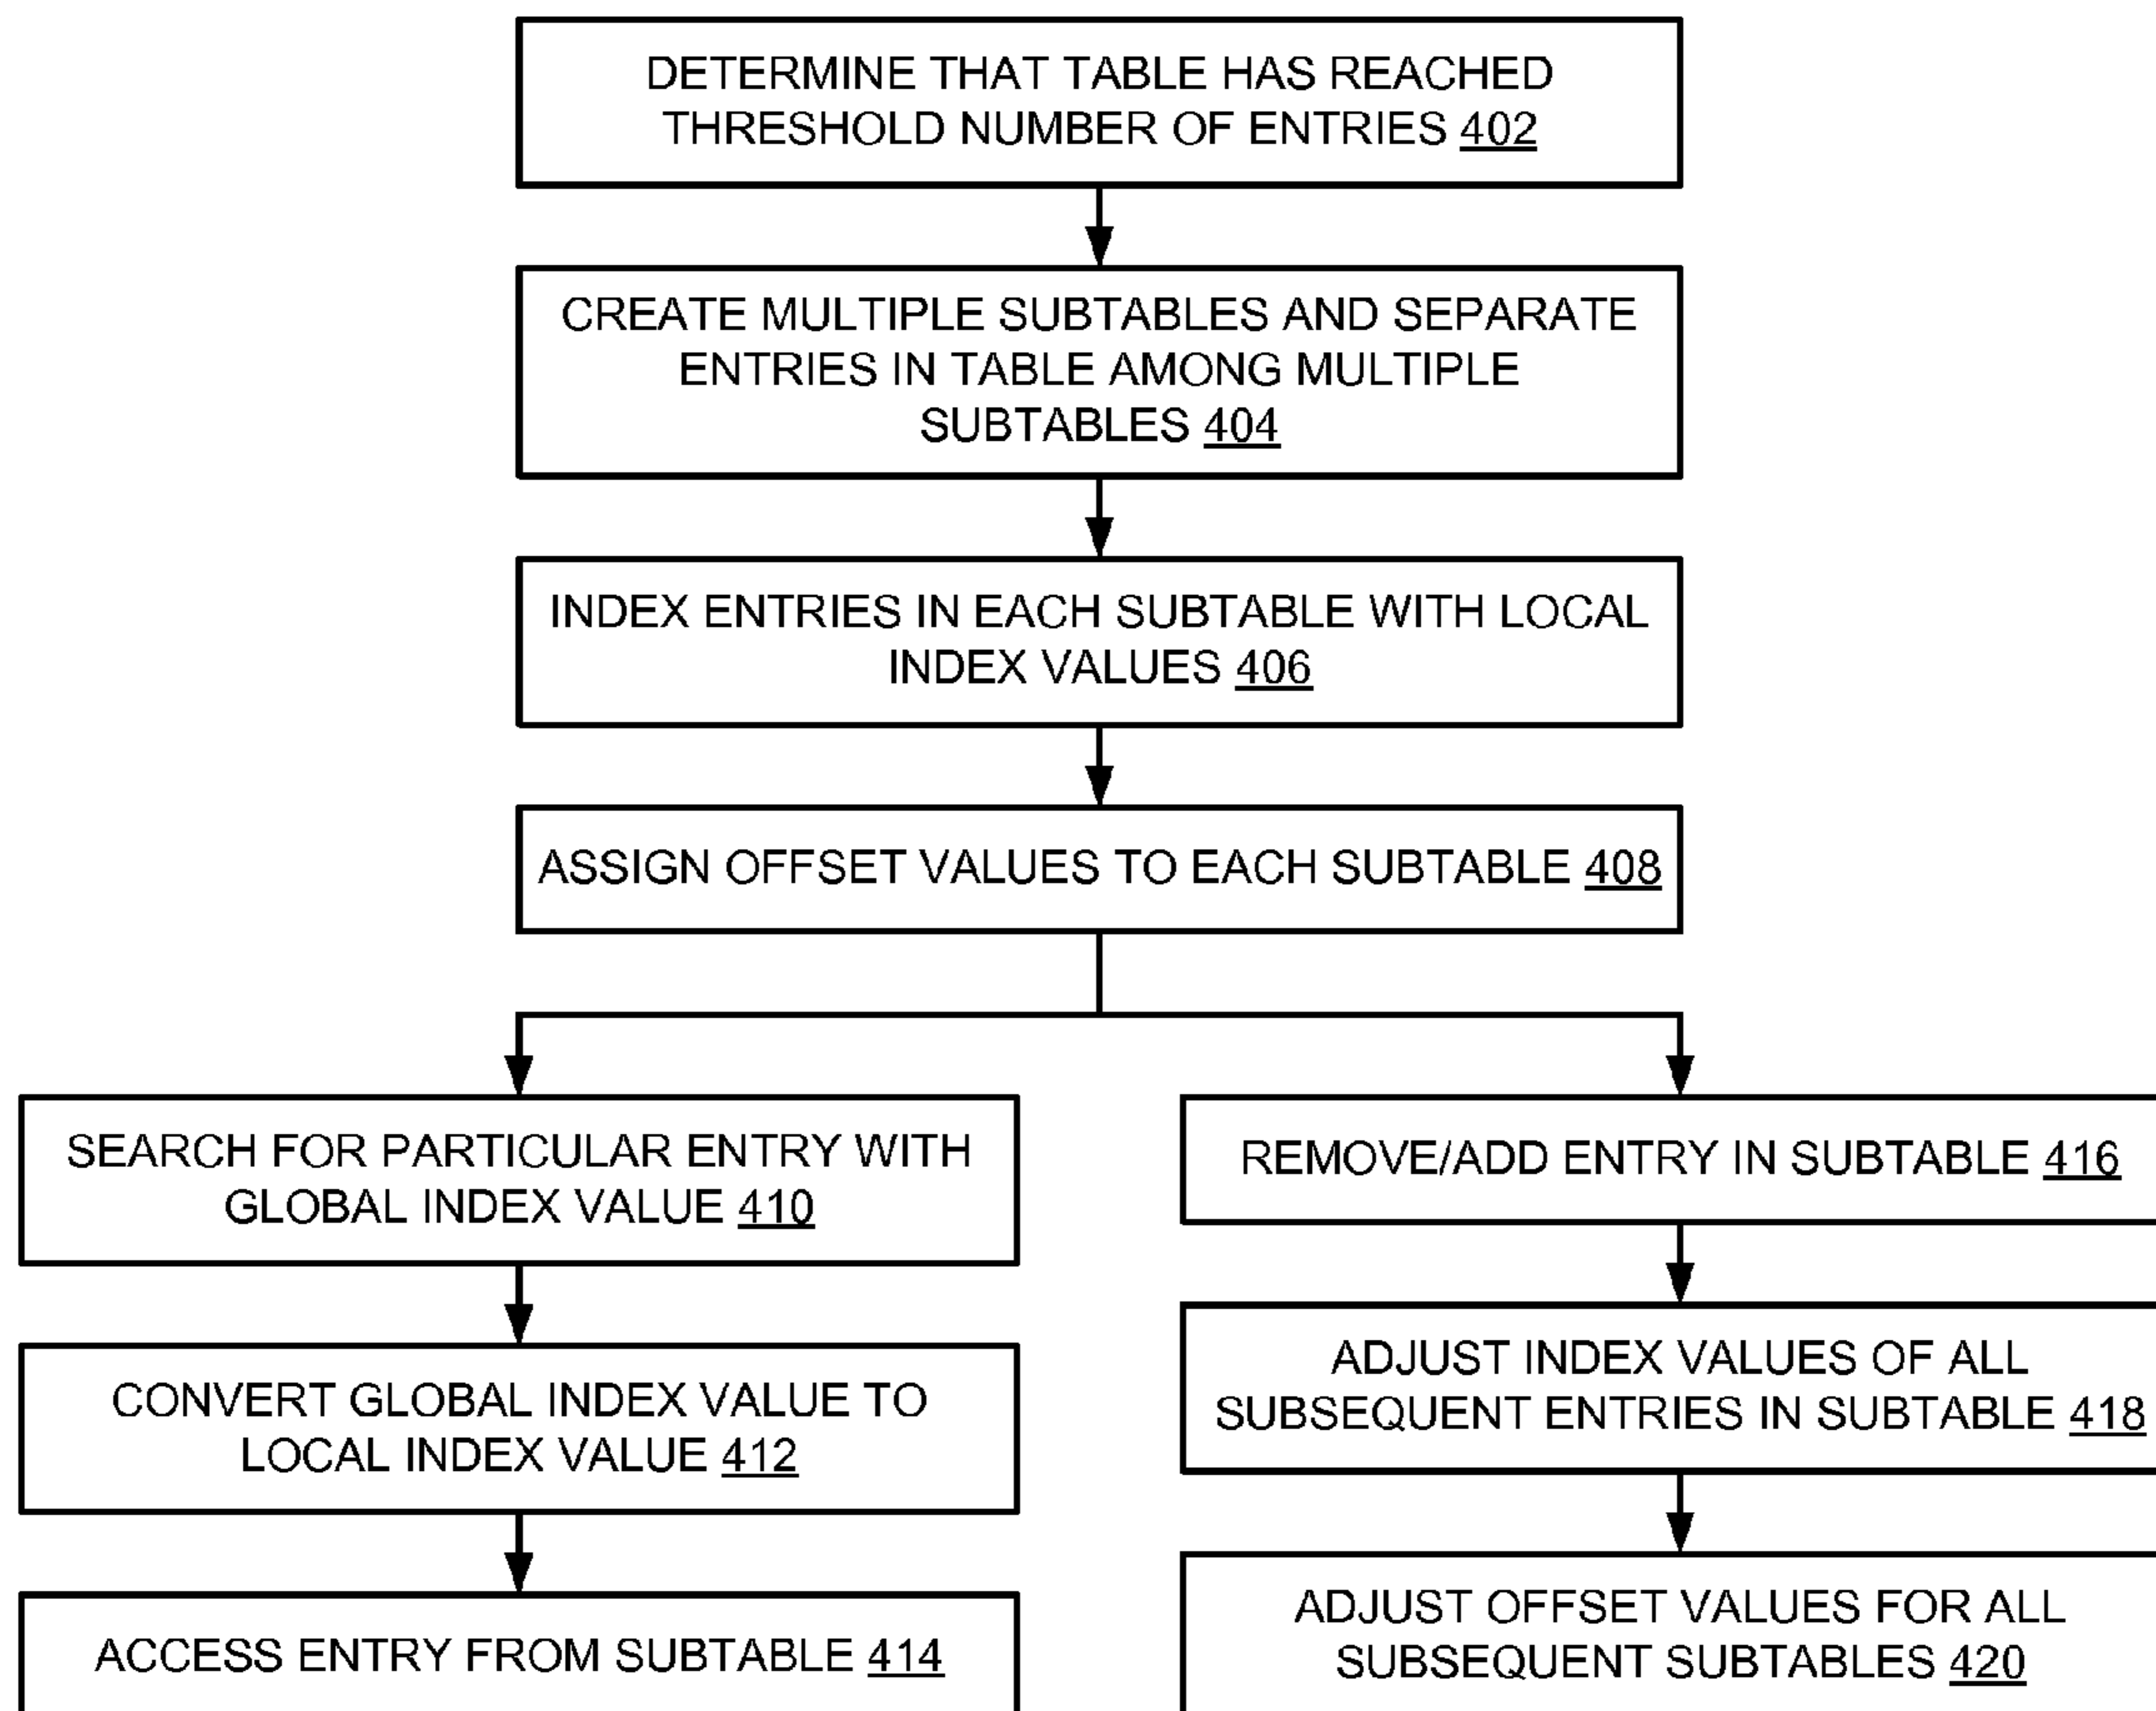 DETERMINE THAT TABLE HAS REACHED
THRESHOLD NUMBER OF ENTRIES 402
CREATE MULTIPLE SUBTABLES AND SEPARATE
ENTRIES IN TABLE AMONG MULTIPLE
SUBTABLES 404
INDEX ENTRIES IN EACH SUBTABLE WITH LOCAL
INDEX VALUES 406
ASSIGN OFFSET VALUES TO EACH SUBTABLE 408
SEARCH FOR PARTICULAR ENTRY WITH
GLOBAL INDEX VALUE 410
CONVERT GLOBAL INDEX VALUE TO
LOCAL INDEX VALUE 412
ACCESS ENTRY FROM SUBTABLE 414
REMOVE/ADD ENTRY IN SUBTABLE 416
ADJUST INDEX VALUES OF ALL
SUBSEQUENT ENTRIES IN SUBTABLE 418
ADJUST OFFSET VALUES FOR ALL
SUBSEQUENT SUBTABLES 420